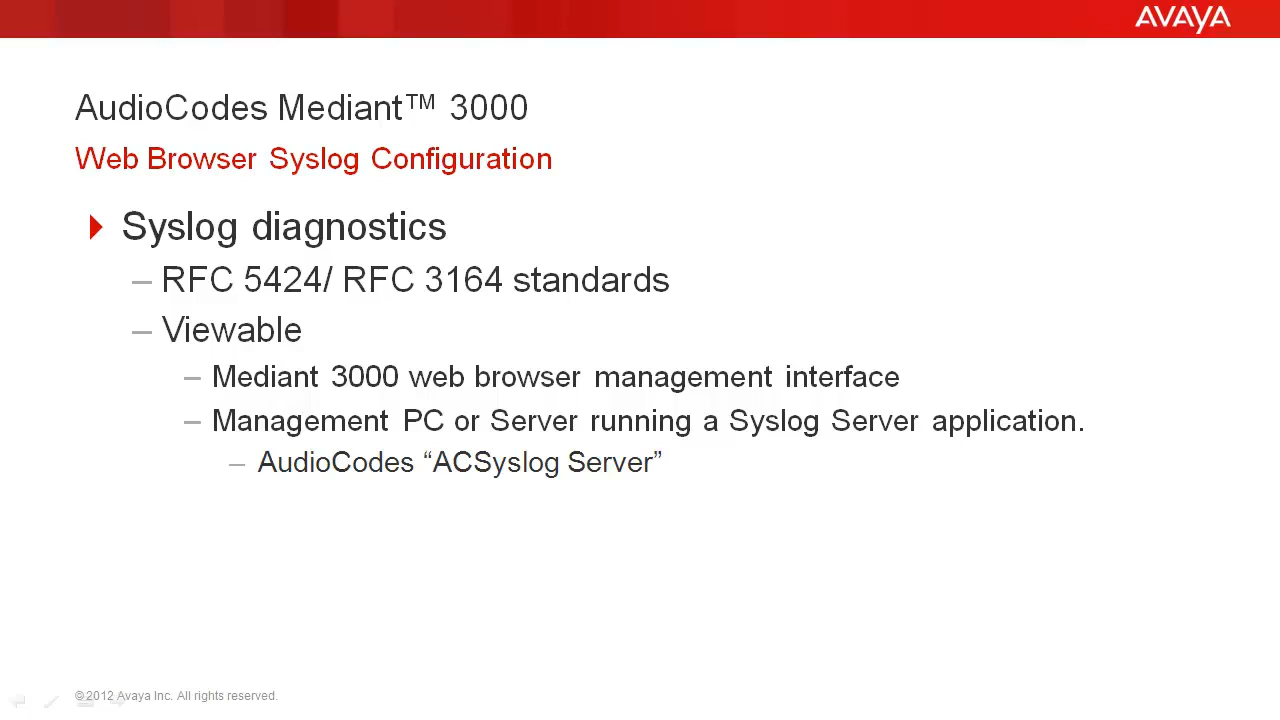 AVAYA
AudioCodes Mediant™ 3000
Web Browser Syslog Configuration
Syslog diagnostics
– RFC 5424/ RFC 3164 standards
– Viewable
– Mediant 3000 web browser management interface
– Management PC or Server running a Syslog Server application.
– AudioCodes “ACSyslog Server”
©2012 Avaya Inc. All rights reserved.